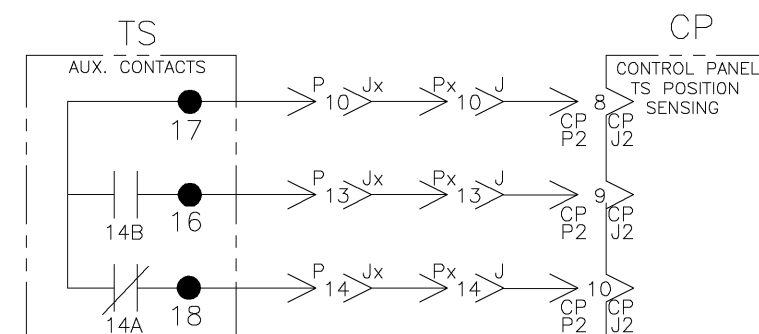 TS
AUX. CONTACTS
CP
CONTROL PANEL
TS POSITION
SENSING
17
P 10 Jx
Px 10 J
8
CP CP
P2 J2
14B
16
P 13 Jx
Px 13 J
9
CP CP
P2 J2
14A
18
P 14 Jx
Px 14 J
10
CP CP
P2 J2